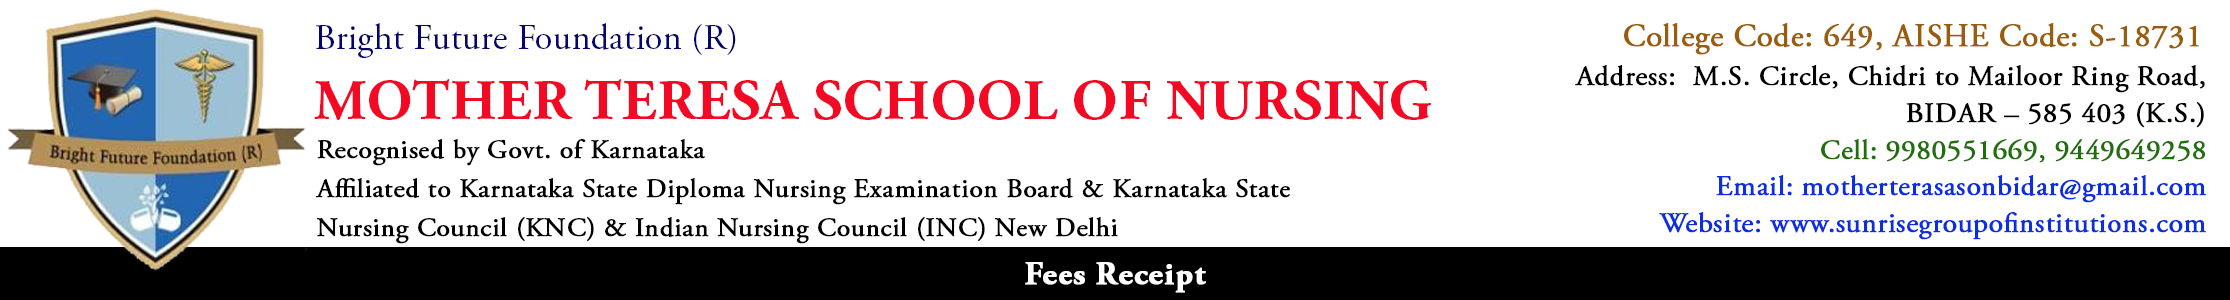 Bright Future Foundation (R)
Bright Future Foundation (R)
MOTHER TERESA SCHOOL OF NURSING
Recognised by Govt. of Karnataka
Affiliated to Karnataka State Diploma Nursing Examination Board & Karnataka State
Nursing Council (KNC) & Indian Nursing Council (INC) New Delhi
College Code: 649, AISHE Code: S-18731
Address: M.S. Circle, Chidri to Mailoor Ring Road,
BIDAR – 585 403 (K.S.)
Cell: 9980551669, 9449649258
Email: motherterasasonbidar@gmail.com
Website: www.sunrisegroupofinstitutions.com
Fees Receipt